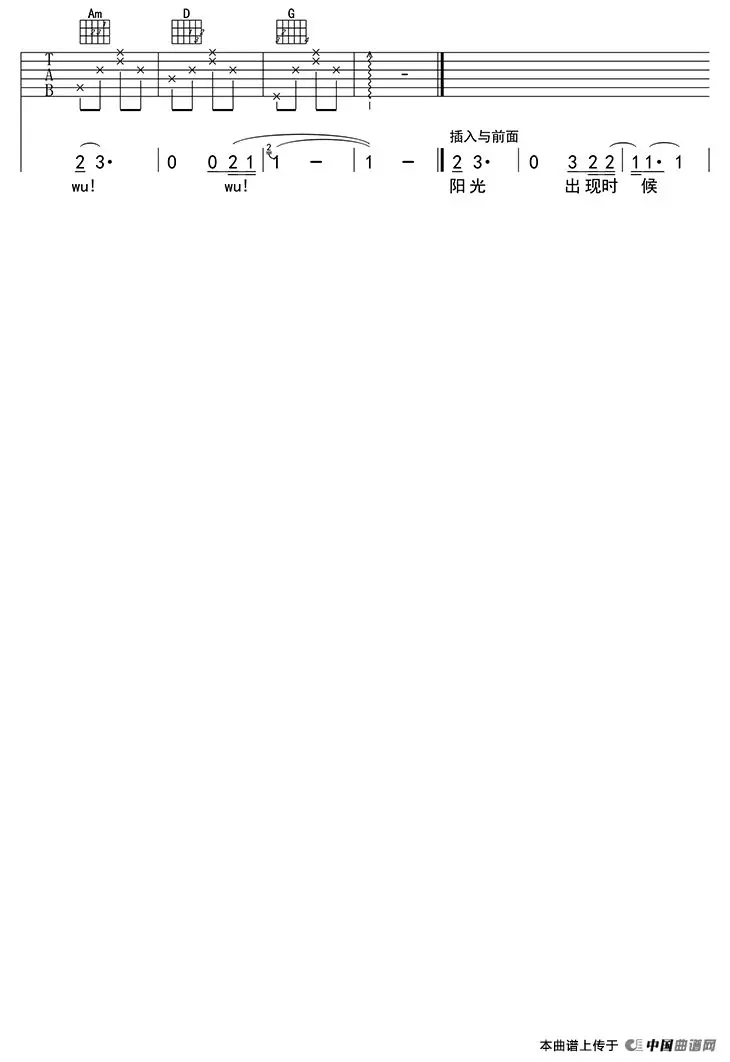 Am D G
T
A
B
插入与前面
2 3· | 0 0 2 1 | 2 1 - | 1 - || 2 3· | 0 3 2 2 | 1 1· 1 |
wu! wu! 阳光 出现时 候
本曲谱上传于 中国曲谱网